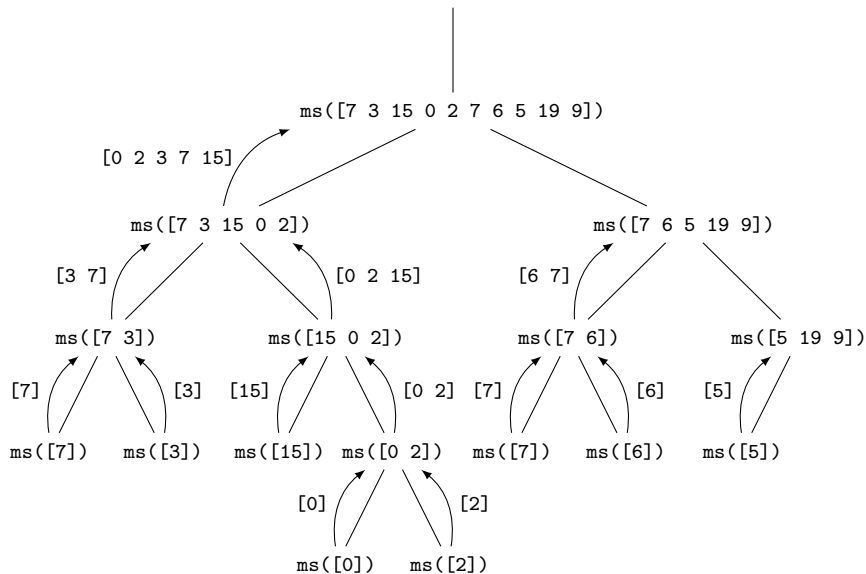 ms([7 3 15 0 2 7 6 5 19 9])
[0 2 3 7 15]
ms([7 3 15 0 2])
ms([7 6 5 19 9])
[3 7]
[0 2 15]
[6 7]
ms([7 3])
ms([15 0 2])
ms([7 6])
ms([5 19 9])
[7]
[3]
[15]
[0 2]
[7]
[6]
[5]
ms([7])
ms([3])
ms([15])
ms([0 2])
ms([7])
ms([6])
ms([5])
[0]
[2]
ms([0])
ms([2])